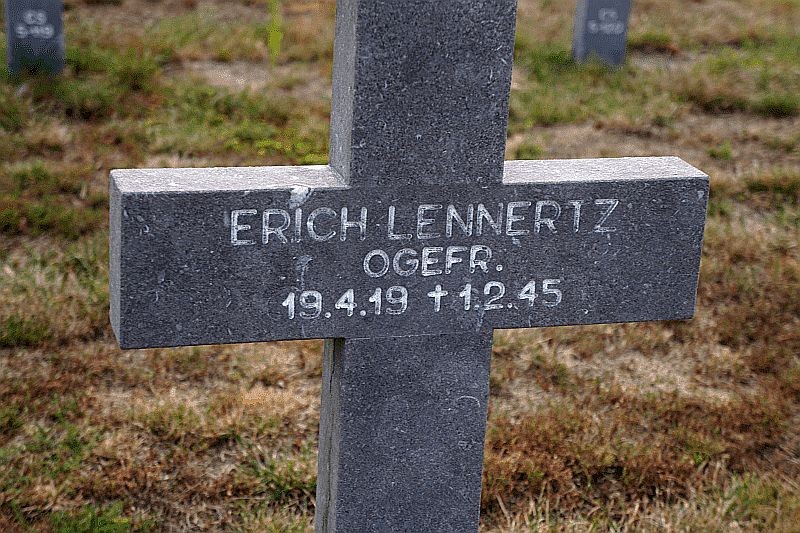 ERICH LENNERTZ
OGEFR.
19.4.19 † 1.2.45